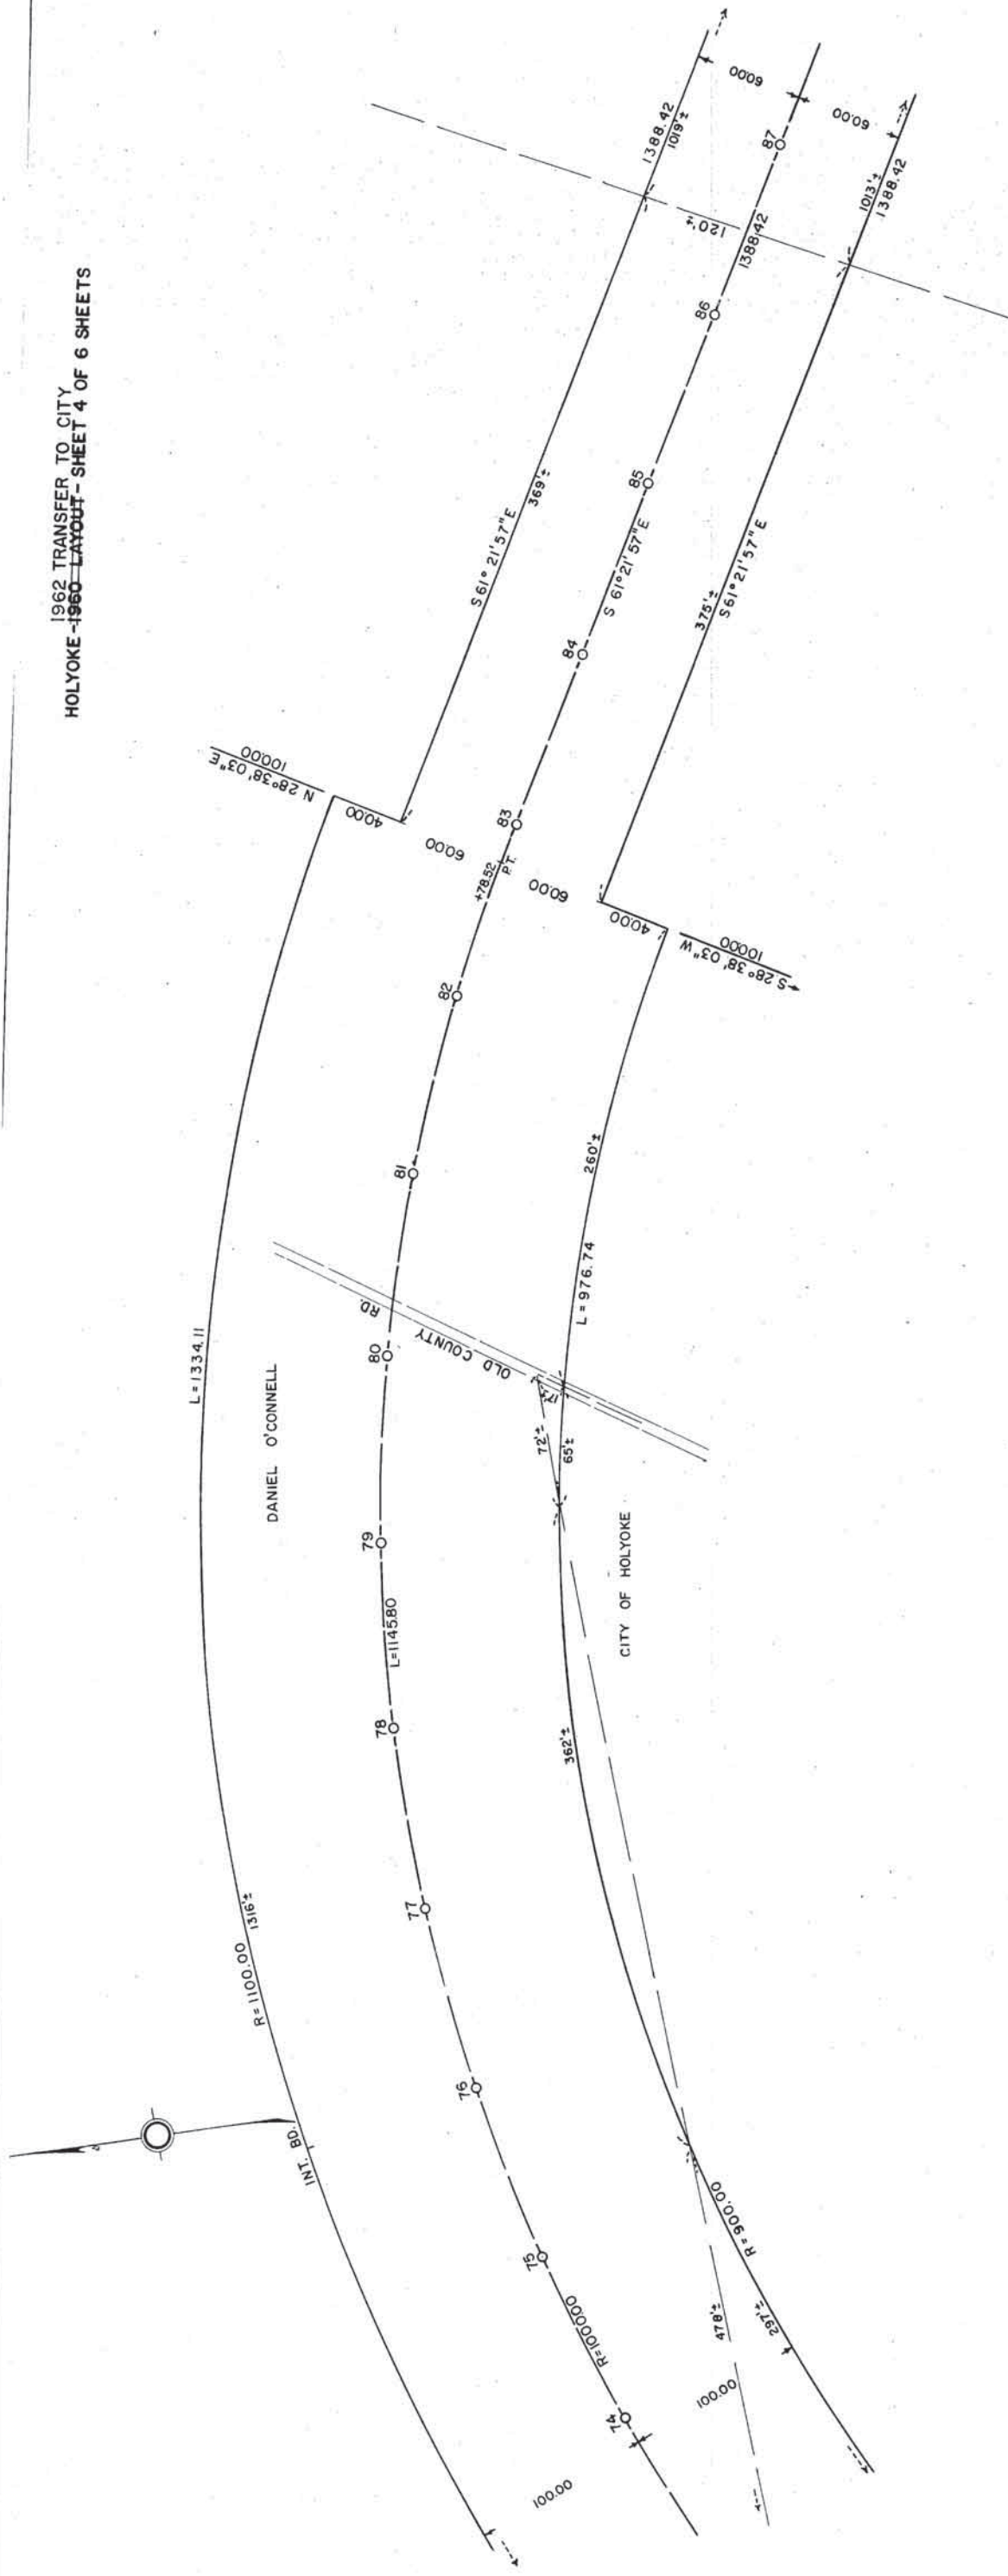 1962 TRANSFER TO CITY
HOLYOKE-1960 LAYOUT-SHEET 4 OF 6 SHEETS
L=1334.11
R=1100.00
1316'±
INT. BD.
DANIEL O'CONNELL
N 28°38'03"E
100.00
40.00
60.00
60.00
40.00
S 28°38'03"W
100.00
S 61°21'57"E
369'±
1388.42
1019'±
60.00
60.00
120'±
1388.42
S 61°21'57"E
375'±
S 61°21'57"E
1013'±
1388.42
74
75
76
77
78
79
80
81
82
+78.52
P.T.
83
84
85
86
87
R=1000.00
L=1145.80
OLD COUNTY RD.
17'±
72'±
65'±
L=976.74
260'±
362'±
CITY OF HOLYOKE
R=900.00
297'±
478'±
100.00
100.00